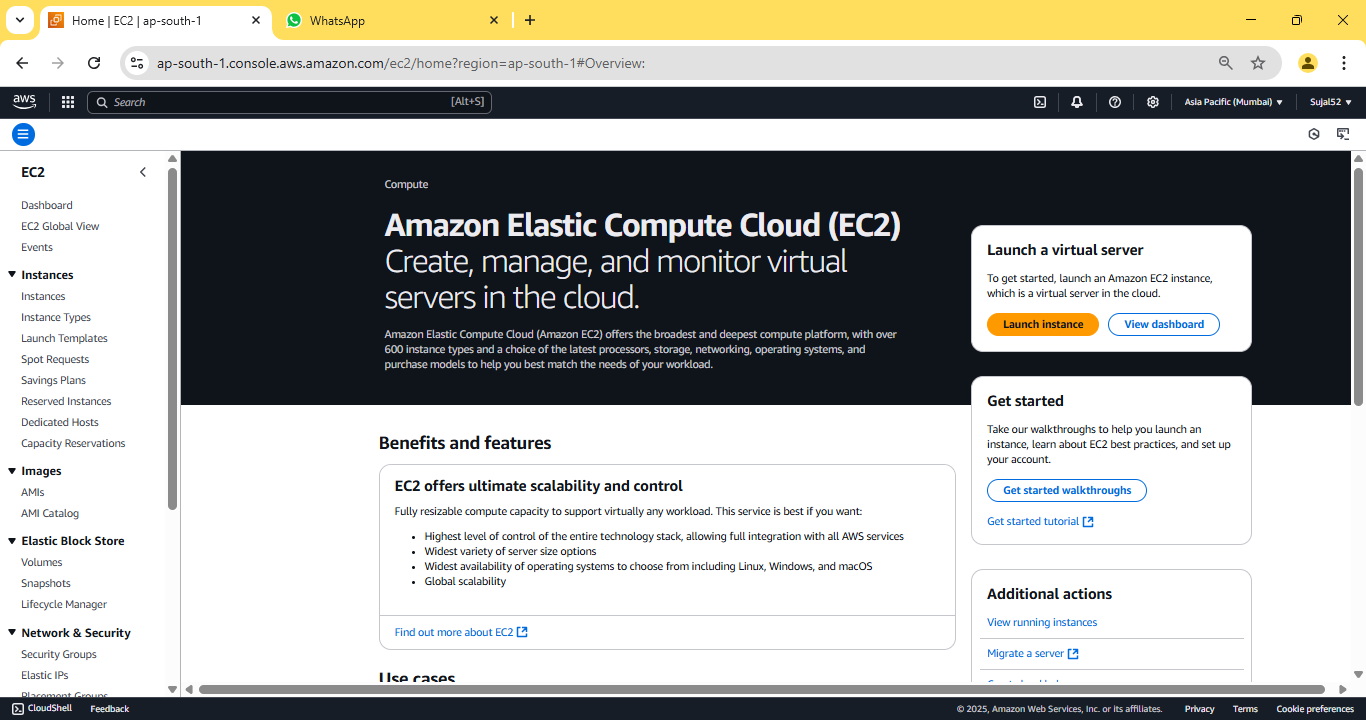 Home | EC2 | ap-south-1
WhatsApp
ap-south-1.console.aws.amazon.com/ec2/home?region=ap-south-1#Overview:
aws
Search
[Alt+S]
Asia Pacific (Mumbai)
Sujal52
EC2
Dashboard
EC2 Global View
Events
Instances
Instances
Instance Types
Launch Templates
Spot Requests
Savings Plans
Reserved Instances
Dedicated Hosts
Capacity Reservations
Images
AMIs
AMI Catalog
Elastic Block Store
Volumes
Snapshots
Lifecycle Manager
Network & Security
Security Groups
Elastic IPs
Placement Groups
Compute
Amazon Elastic Compute Cloud (EC2)
Create, manage, and monitor virtual
servers in the cloud.
Amazon Elastic Compute Cloud (Amazon EC2) offers the broadest and deepest compute platform, with over
600 instance types and a choice of the latest processors, storage, networking, operating systems, and
purchase models to help you best match the needs of your workload.
Benefits and features
EC2 offers ultimate scalability and control
Fully resizable compute capacity to support virtually any workload. This service is best if you want:
• Highest level of control of the entire technology stack, allowing full integration with all AWS services
• Widest variety of server size options
• Widest availability of operating systems to choose from including Linux, Windows, and macOS
• Global scalability
Find out more about EC2
Use cases
Launch a virtual server
To get started, launch an Amazon EC2 instance,
which is a virtual server in the cloud.
Launch instance
View dashboard
Get started
Take our walkthroughs to help you launch an
instance, learn about EC2 best practices, and set up
your account.
Get started walkthroughs
Get started tutorial
Additional actions
View running instances
Migrate a server
CloudShell
Feedback
© 2025, Amazon Web Services, Inc. or its affiliates.
Privacy
Terms
Cookie preferences